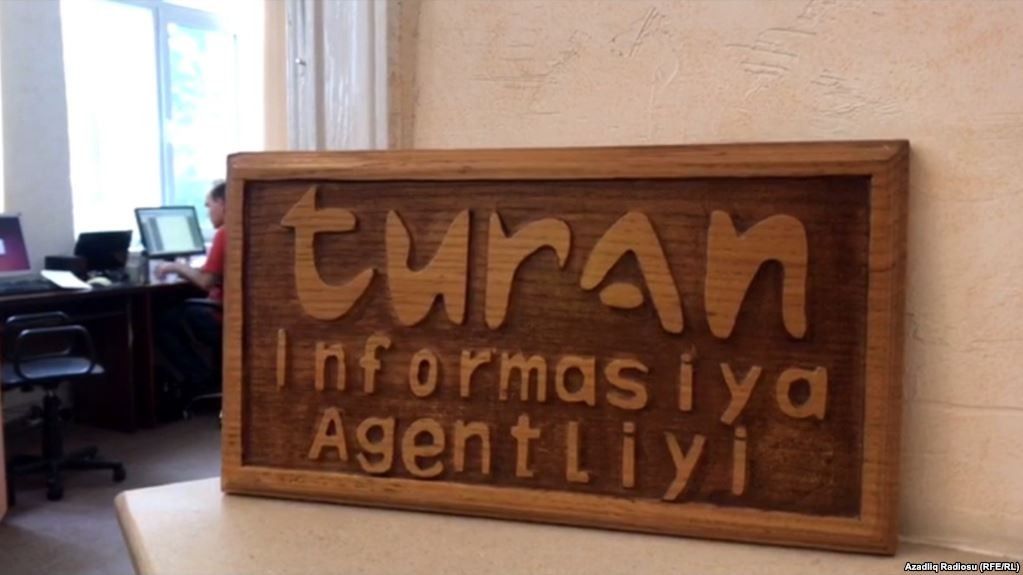 turan
Informasiya
Agentliyi
Azadliq Radiosu (RFE/RL)